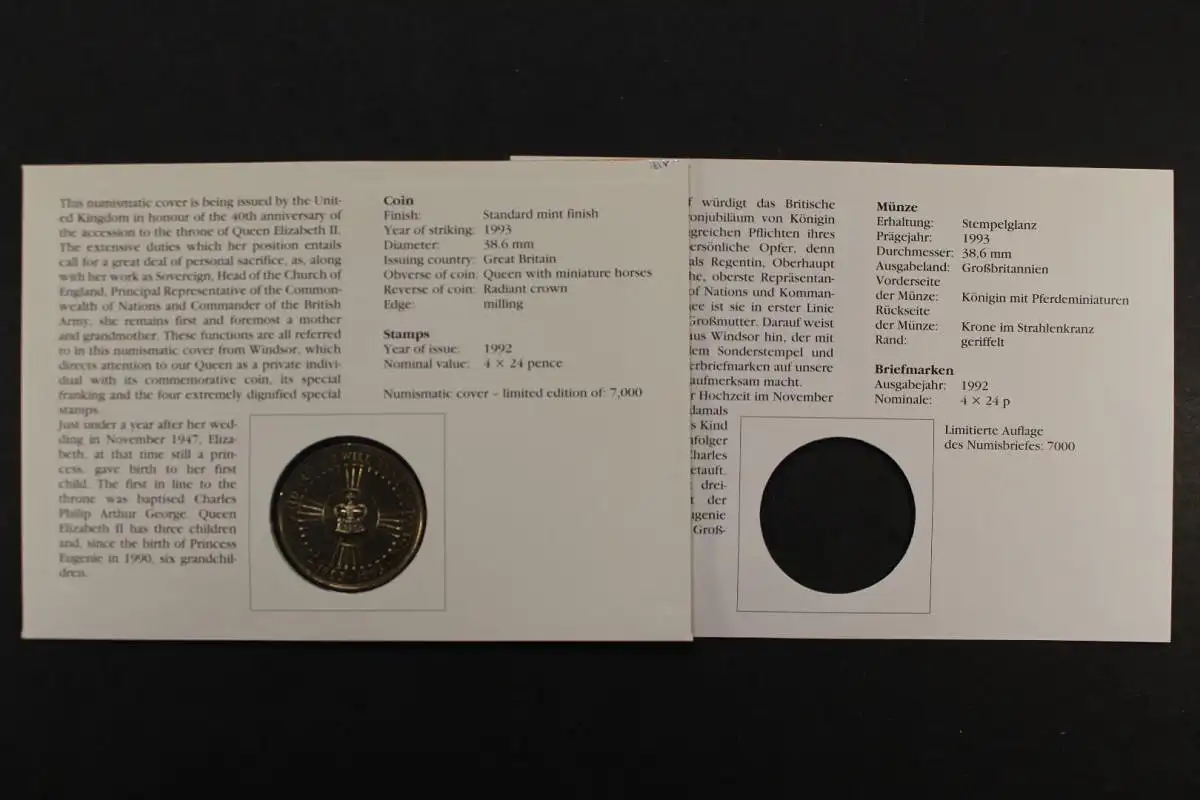 This numismatic cover is being issued by the Unit-
ed Kingdom in honour of the 40th anniversary of
the accession to the throne of Queen Elizabeth II.
The extensive duties which her position entails
call for a great deal of personal sacrifice, as, along
with her work as Sovereign, Head of the Church of
England, Principal Representative of the Common-
wealth of Nations and Commander of the British
Army, she remains first and foremost a mother
and grandmother. These functions are all referred
to in this numismatic cover from Windsor, which
directs attention to our Queen as a private indivi-
dual with its commemorative coin, its special
franking and the four extremely dignified special
stamps.
Just under a year after her wed-
ding in November 1947, Eliza-
beth, at that time still a prin-
cess, gave birth to her first
child. The first in line to the
throne was baptised Charles
Philip Arthur George. Queen
Elizabeth II has three children
and, since the birth of Princess
Eugenie in 1990, six grandchil-
dren.
Coin
Finish: Standard mint finish
Year of striking: 1993
Diameter: 38.6 mm
Issuing country: Great Britain
Obverse of coin: Queen with miniature horses
Reverse of coin: Radiant crown
Edge: milling
Stamps
Year of issue: 1992
Nominal value: 4 × 24 pence
Numismatic cover – limited edition of: 7,000
WILL
f würdigt das Britische
onjubiläum von Königin
greichen Pflichten ihres
ersönliche Opfer, denn
als Regentin, Oberhaupt
he, oberste Repräsentan-
of Nations und Komman-
nee ist sie in erster Linie
Großmutter. Darauf weist
aus Windsor hin, der mit
dem Sonderstempel und
erbriefmarken auf unsere
aufmerksam macht.
r Hochzeit im November
damals
s Kind
nfolger
Charles
etauft.
drei-
t der
ugenie
Groß-
Münze
Erhaltung: Stempelglanz
Prägejahr: 1993
Durchmesser: 38,6 mm
Ausgabeland: Großbritannien
Vorderseite
der Münze: Königin mit Pferdeminiaturen
Rückseite
der Münze: Krone im Strahlenkranz
Rand: geriffelt
Briefmarken
Ausgabejahr: 1992
Nominale: 4 × 24 p
Limitierte Auflage
des Numisbriefes: 7000